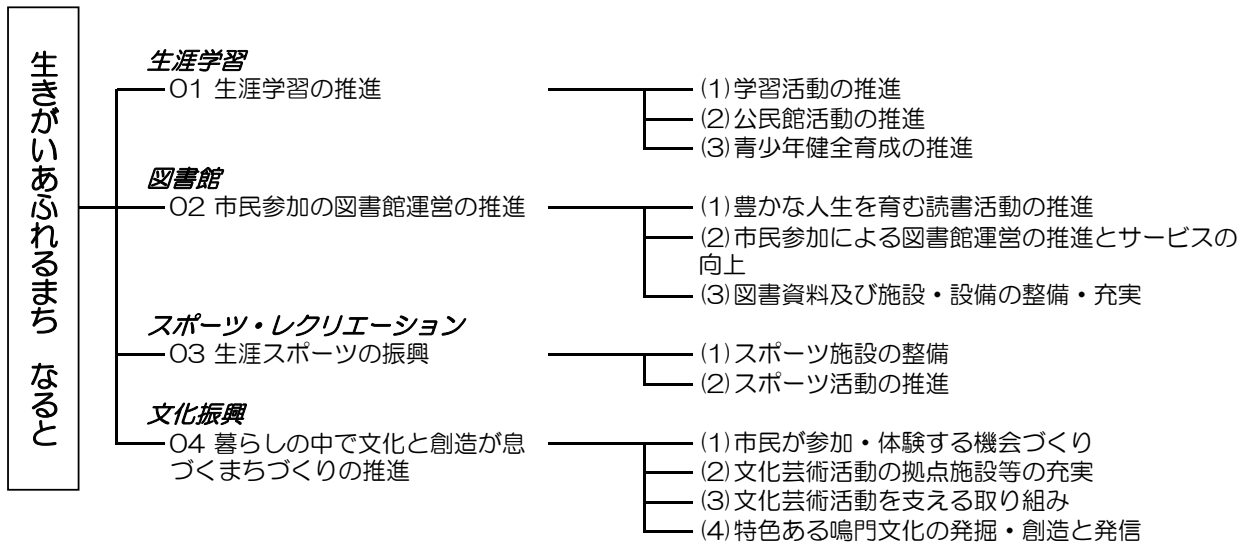 生きがいあふれるまち なると
生涯学習
01 生涯学習の推進
(1)学習活動の推進
(2)公民館活動の推進
(3)青少年健全育成の推進
図書館
02 市民参加の図書館運営の推進
(1)豊かな人生を育む読書活動の推進
(2)市民参加による図書館運営の推進とサービスの
向上
(3)図書資料及び施設・設備の整備・充実
スポーツ・レクリエーション
03 生涯スポーツの振興
(1)スポーツ施設の整備
(2)スポーツ活動の推進
文化振興
04 暮らしの中で文化と創造が息
づくまちづくりの推進
(1)市民が参加・体験する機会づくり
(2)文化芸術活動の拠点施設等の充実
(3)文化芸術活動を支える取り組み
(4)特色ある鳴門文化の発掘・創造と発信